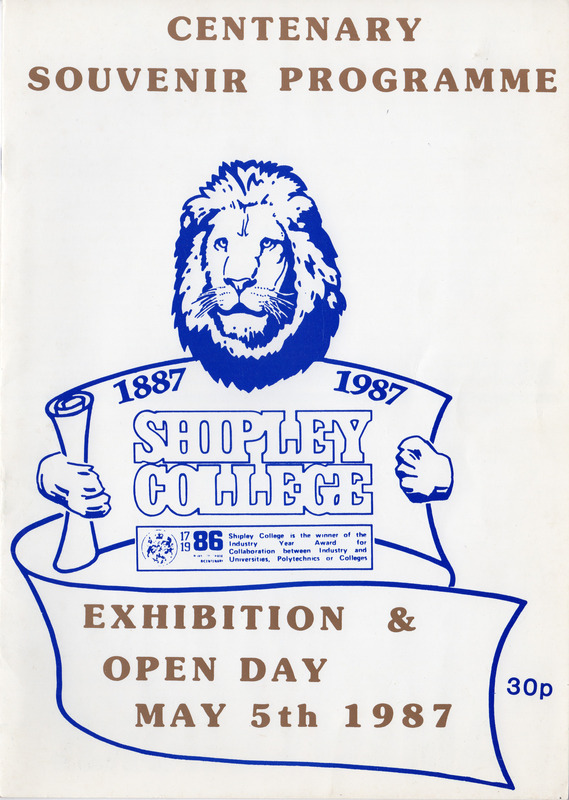 CENTENARY
SOUVENIR PROGRAMME
1887 1987
SHIPLEY
COLLEGE
17
19 86
BICENTENARY
Shipley College is the winner of the
Industry Year Award for
Collaboration between Industry and
Universities, Polytechnics or Colleges
EXHIBITION &
OPEN DAY
MAY 5th 1987
30p